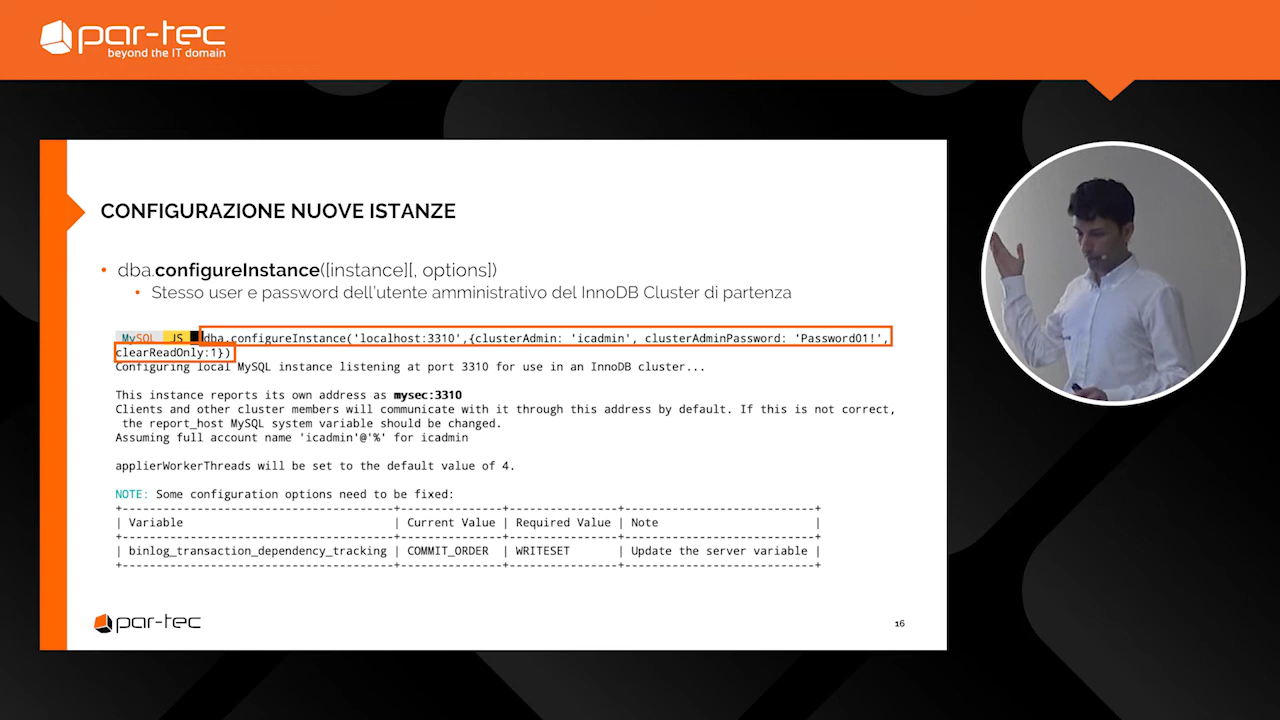 par-tec
beyond the IT domain
CONFIGURAZIONE NUOVE ISTANZE
• dba.configureInstance([instance][, options])
• Stesso user e password dell'utente amministrativo del InnoDB Cluster di partenza
MySQL JS dba.configureInstance('localhost:3310',{clusterAdmin: 'icadmin', clusterAdminPassword: 'Password01!',
clearReadOnly:1})
Configuring local MySQL instance listening at port 3310 for use in an InnoDB cluster...
This instance reports its own address as mysec:3310
Clients and other cluster members will communicate with it through this address by default. If this is not correct,
the report_host MySQL system variable should be changed.
Assuming full account name 'icadmin'@'%' for icadmin
applierWorkerThreads will be set to the default value of 4.
NOTE: Some configuration options need to be fixed:
+----------------------------------------+---------------+----------------+----------------------------+
| Variable | Current Value | Required Value | Note |
+----------------------------------------+---------------+----------------+----------------------------+
| binlog_transaction_dependency_tracking | COMMIT_ORDER | WRITESET | Update the server variable |
+----------------------------------------+---------------+----------------+----------------------------+
par-tec
16